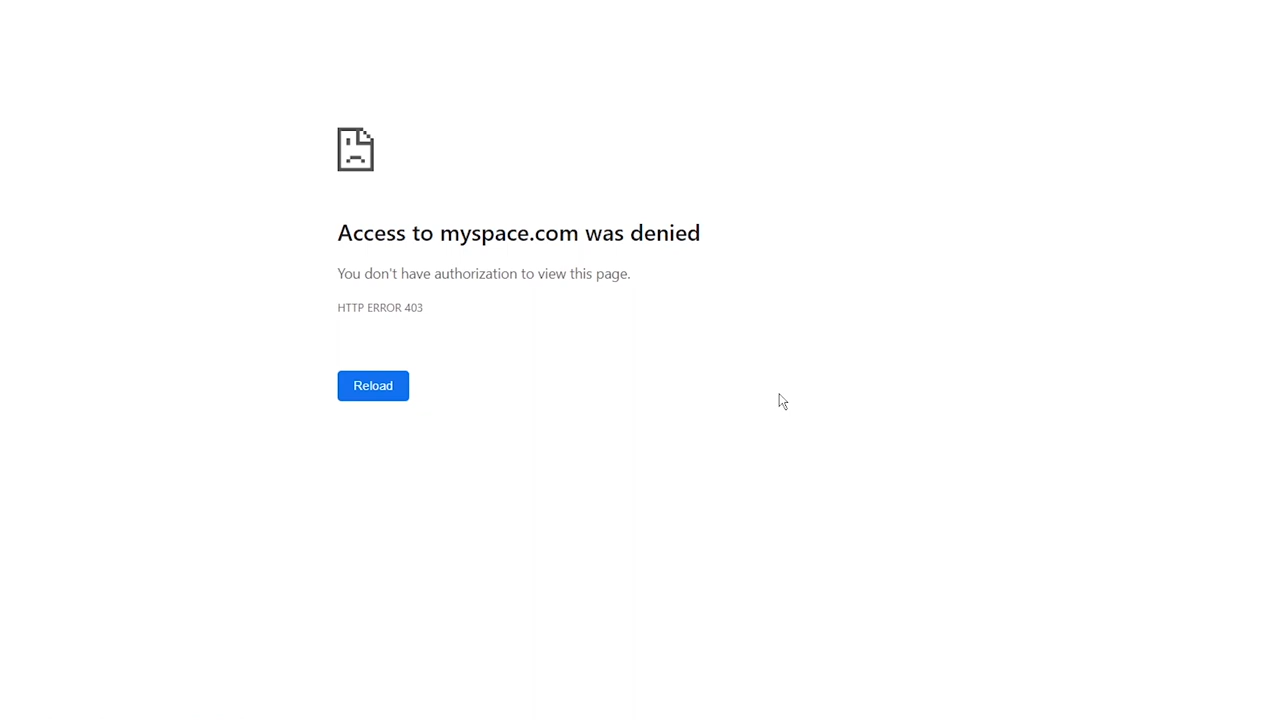 Access to myspace.com was denied
You don't have authorization to view this page.
HTTP ERROR 403
Reload